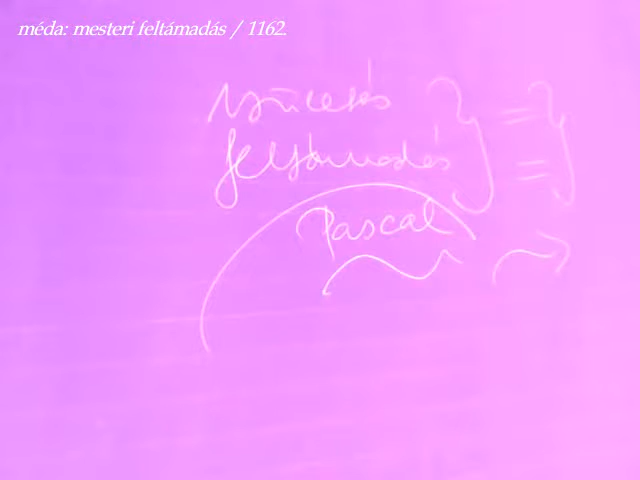 méda: mesteri feltámadás / 1162.
születés
feltámadás
Pascal